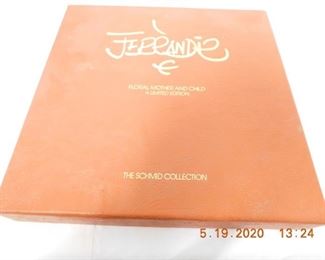 FERRANDIZ
FLORAL MOTHER AND CHILD
A LIMITED EDITION
THE SCHMID COLLECTION
5.19.2020 13:24